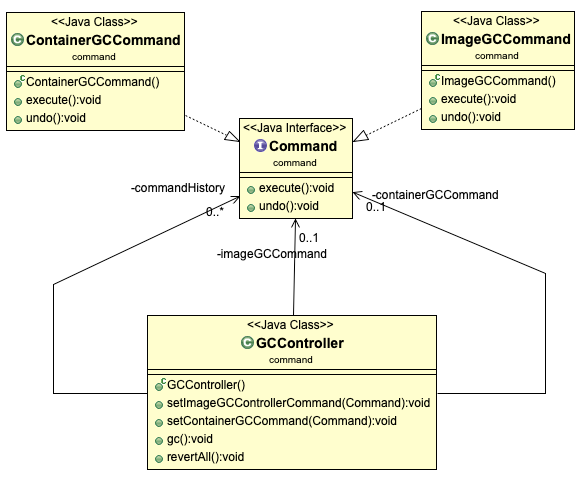 <<Java Class>>
ContainerGCCommand
command
ContainerGCCommand()
execute():void
undo():void
<<Java Class>>
ImageGCCommand
command
ImageGCCommand()
execute():void
undo():void
<<Java Interface>>
Command
command
execute():void
undo():void
-commandHistory
0..*
-containerGCCommand
0..1
0..1
-imageGCCommand
<<Java Class>>
GCController
command
GCController()
setImageGCControllerCommand(Command):void
setContainerGCCommand(Command):void
gc():void
revertAll():void